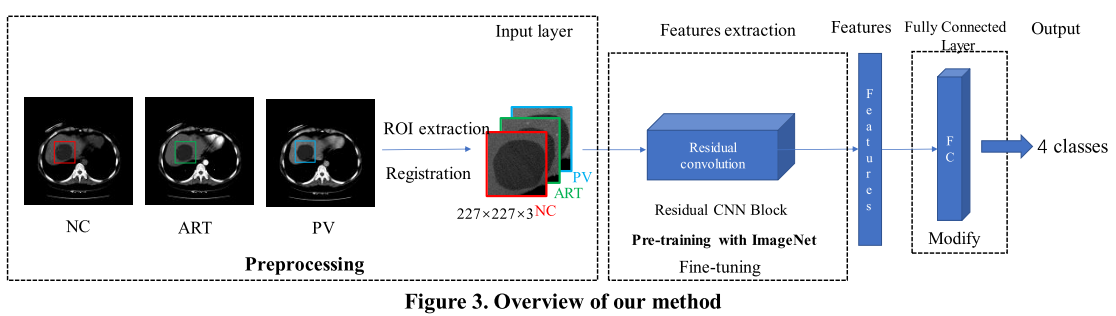 Input layer
Features extraction
Features
Fully Connected
Layer
Output
ROI extraction
Registration
PV
ART
NC
227×227×3
NC
ART
PV
Preprocessing
Residual
convolution
Residual CNN Block
Pre-training with ImageNet
Fine-tuning
Features
FC
Modify
4 classes
Figure 3. Overview of our method